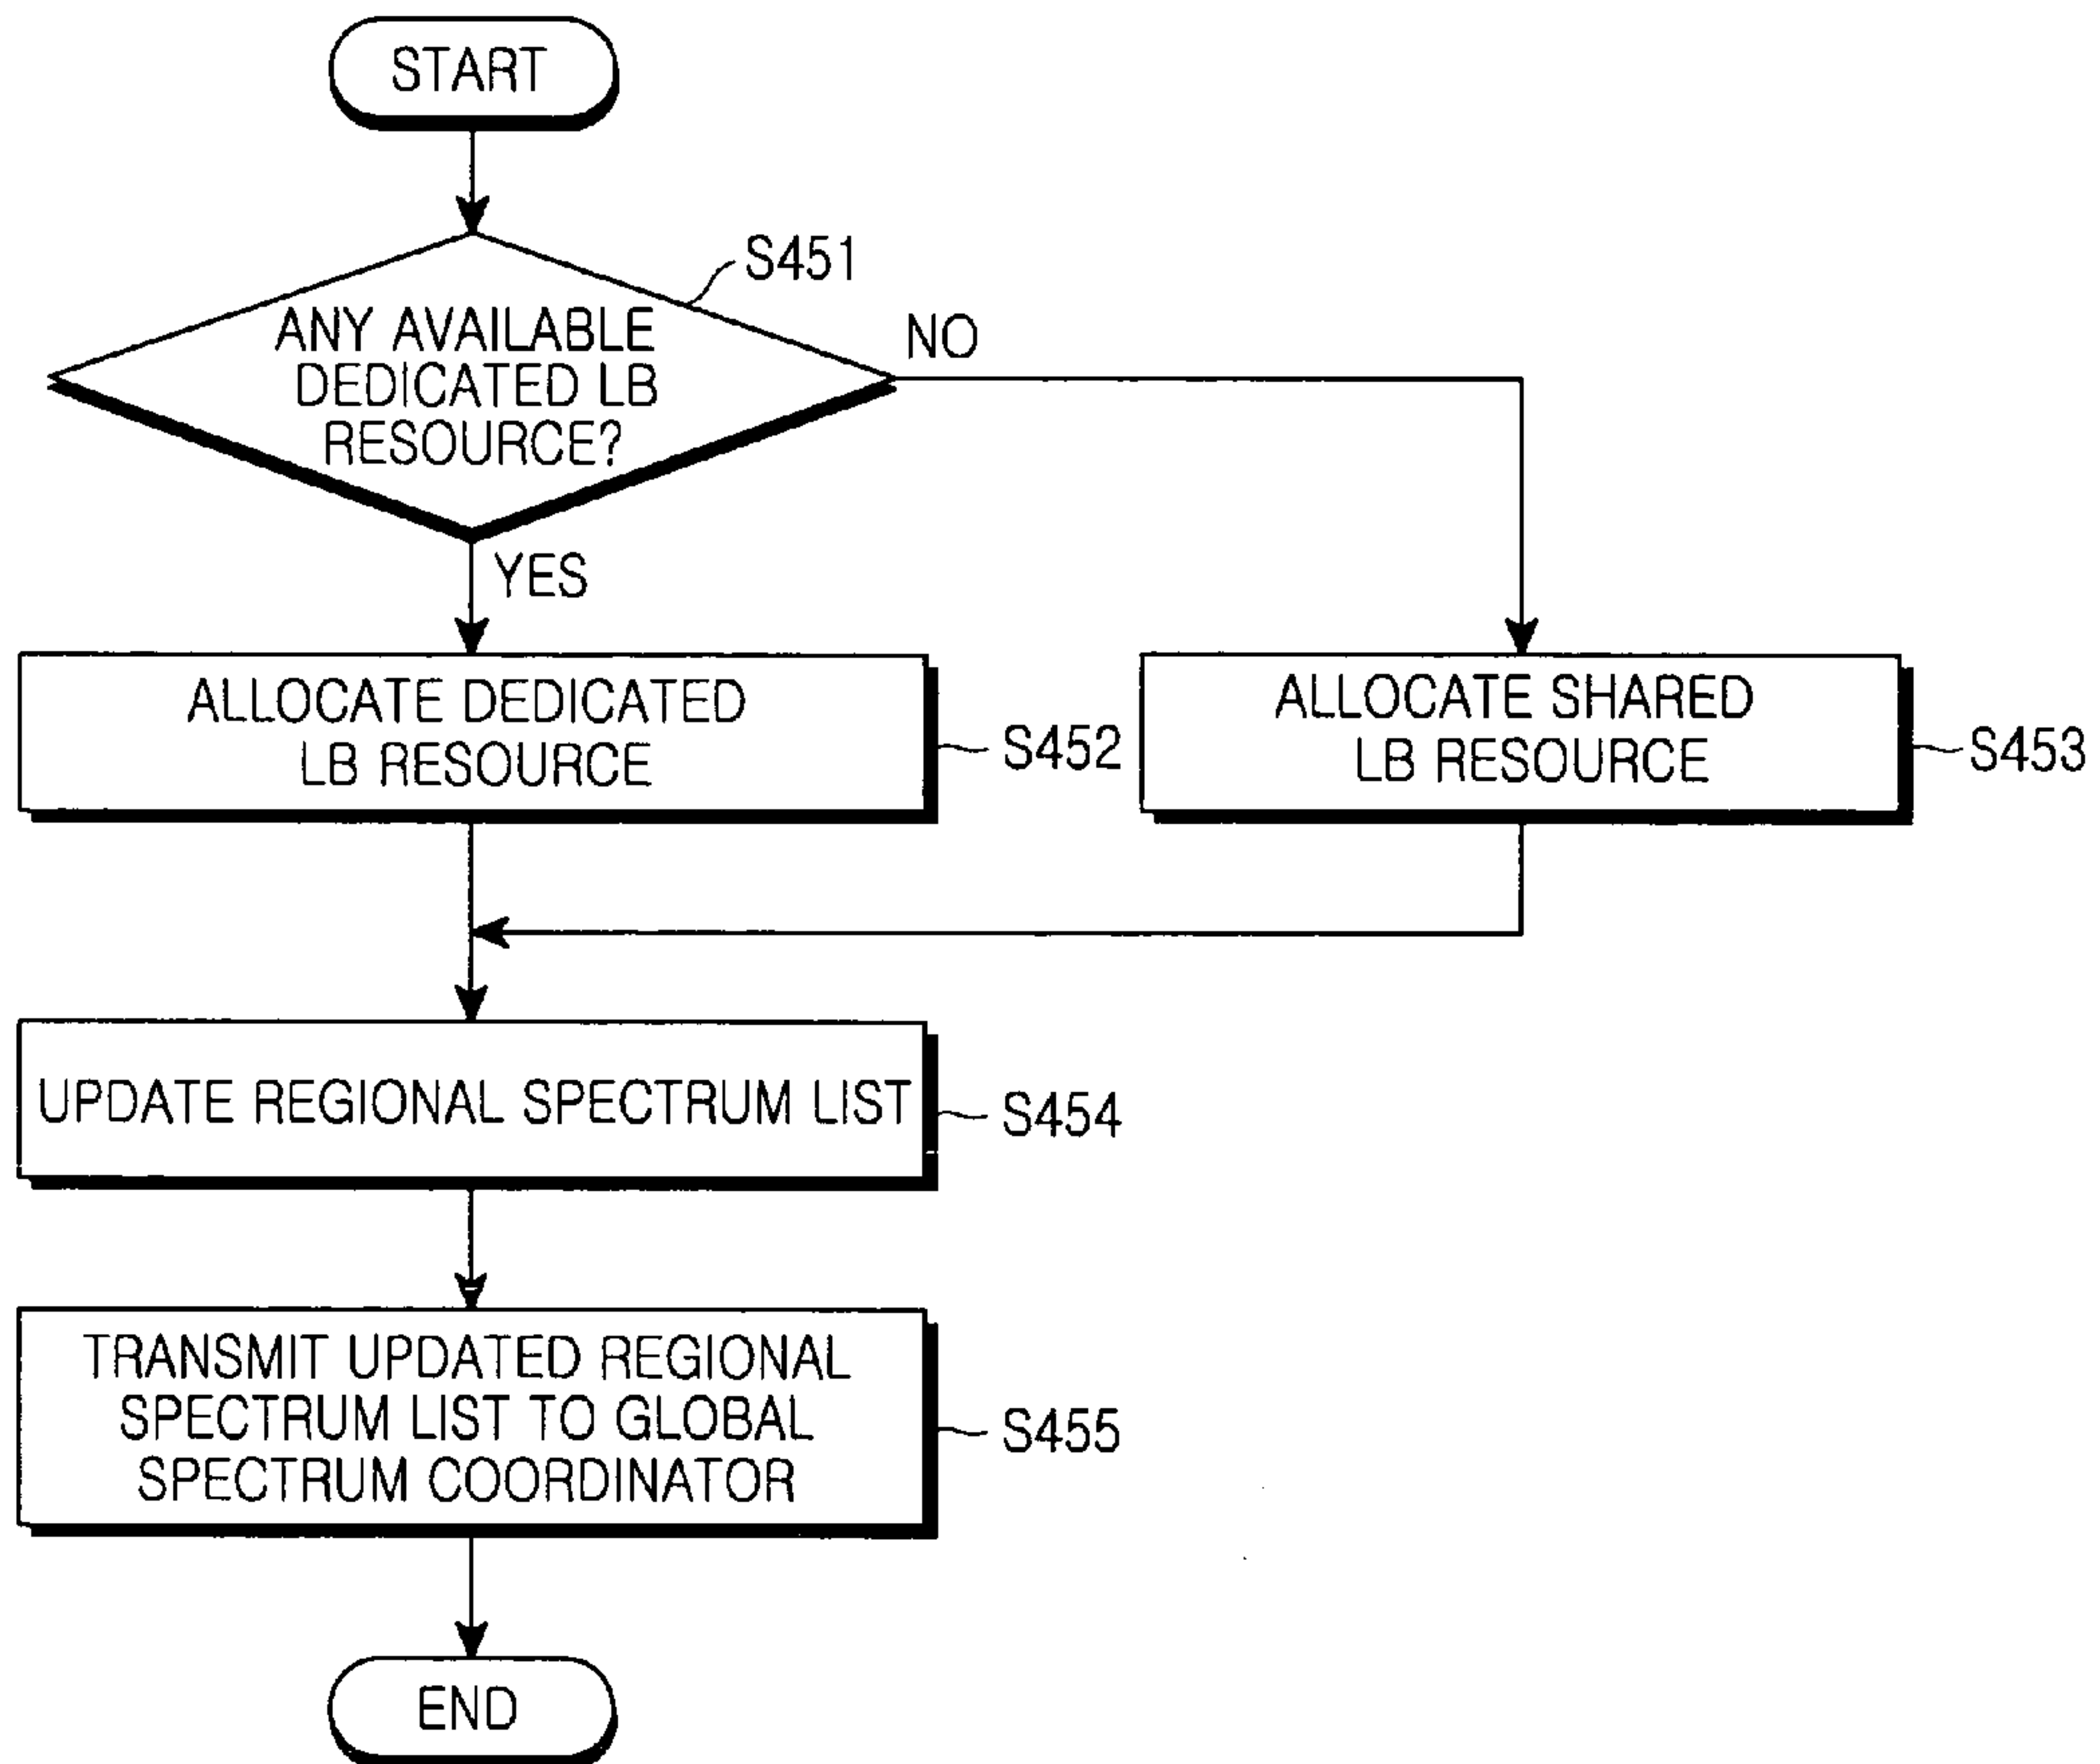 START
S451
ANY AVAILABLE
DEDICATED LB
RESOURCE?
NO
YES
ALLOCATE DEDICATED
LB RESOURCE
S452
ALLOCATE SHARED
LB RESOURCE
S453
UPDATE REGIONAL SPECTRUM LIST
S454
TRANSMIT UPDATED REGIONAL
SPECTRUM LIST TO GLOBAL
SPECTRUM COORDINATOR
S455
END